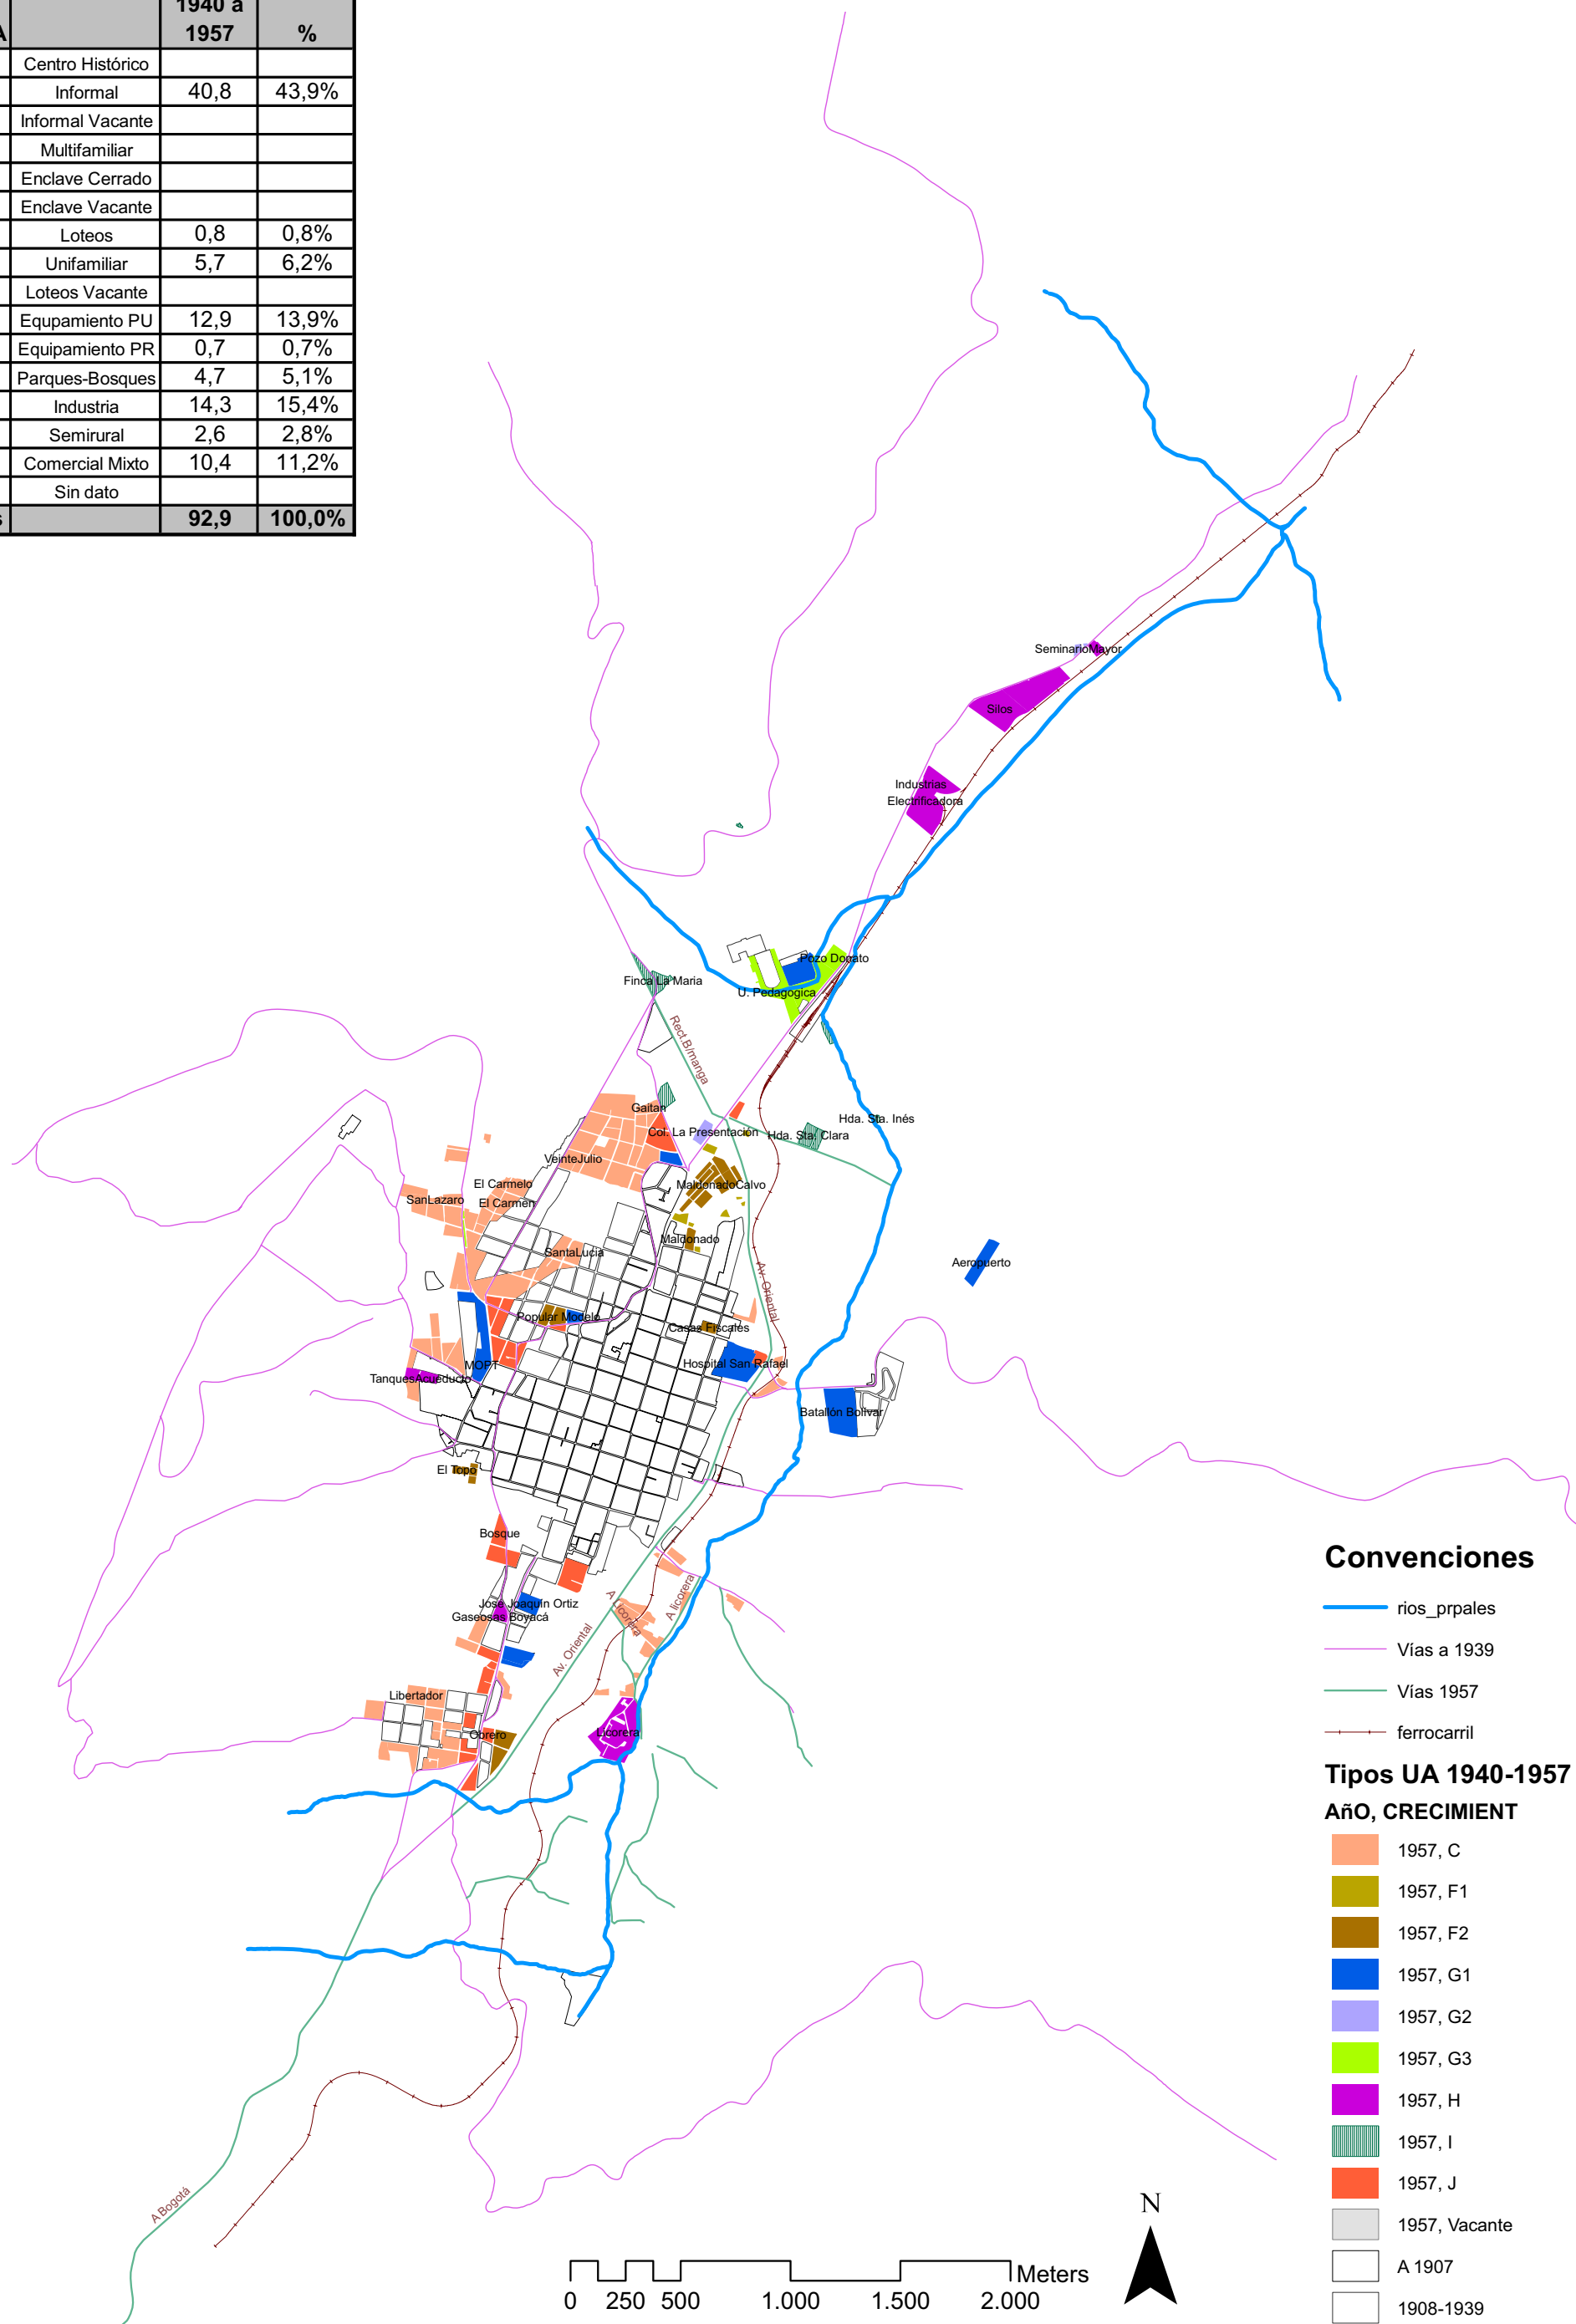 1940 a
A 1957 %
Centro Histórico
Informal 40,8 43,9%
Informal Vacante
Multifamiliar
Enclave Cerrado
Enclave Vacante
Loteos 0,8 0,8%
Unifamiliar 5,7 6,2%
Loteos Vacante
Equpamiento PU 12,9 13,9%
Equipamiento PR 0,7 0,7%
Parques-Bosques 4,7 5,1%
Industria 14,3 15,4%
Semirural 2,6 2,8%
Comercial Mixto 10,4 11,2%
Sin dato
s 92,9 100,0%
SeminarioMayor
Silos
Industrias
Electrificadora
Pozo Donato
Finca La Maria
U. Pedagogica
Rect.B/manga
Gaitan
Hda. Sta. Inés
Col. La Presentación
Hda. Sta. Clara
VeinteJulio
El Carmelo
MaldonadoCalvo
SanLazaro
El Carmen
Maldonado
SantaLucia
Aeropuerto
Av. Oriental
Popular Modelo
Casas Fiscales
MOPT
Hospital San Rafael
TanquesAcueducto
Batallón Bolivar
El Topo
Bosque
Jose Joaquin Ortiz
A Licorera
A licorera
Gaseosas Boyacá
Av. Oriental
Libertador
Obrero
Licorera
A Bogotá
Convenciones
rios_prpales
Vías a 1939
Vías 1957
ferrocarril
Tipos UA 1940-1957
AñO, CRECIMIENT
1957, C
1957, F1
1957, F2
1957, G1
1957, G2
1957, G3
1957, H
1957, I
1957, J
1957, Vacante
A 1907
1908-1939
N
Meters
0 250 500 1.000 1.500 2.000